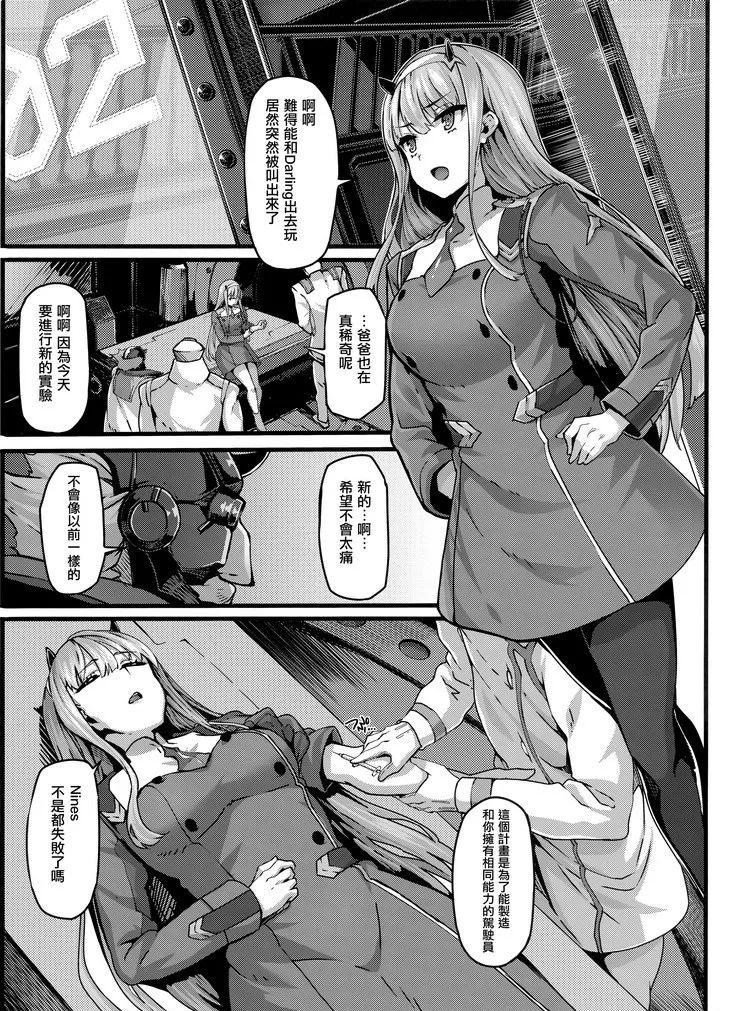 02
啊啊
難得能和Darling出去玩
居然突然被叫出來了
…爸爸也在
真稀奇呢
啊啊 因為今天
要進行新的實驗
新的…啊…
希望不會太痛
不會像以前一樣的
這個計畫是為了能製造
和你擁有相同能力的駕駛員
Nines
不是都失敗了嗎